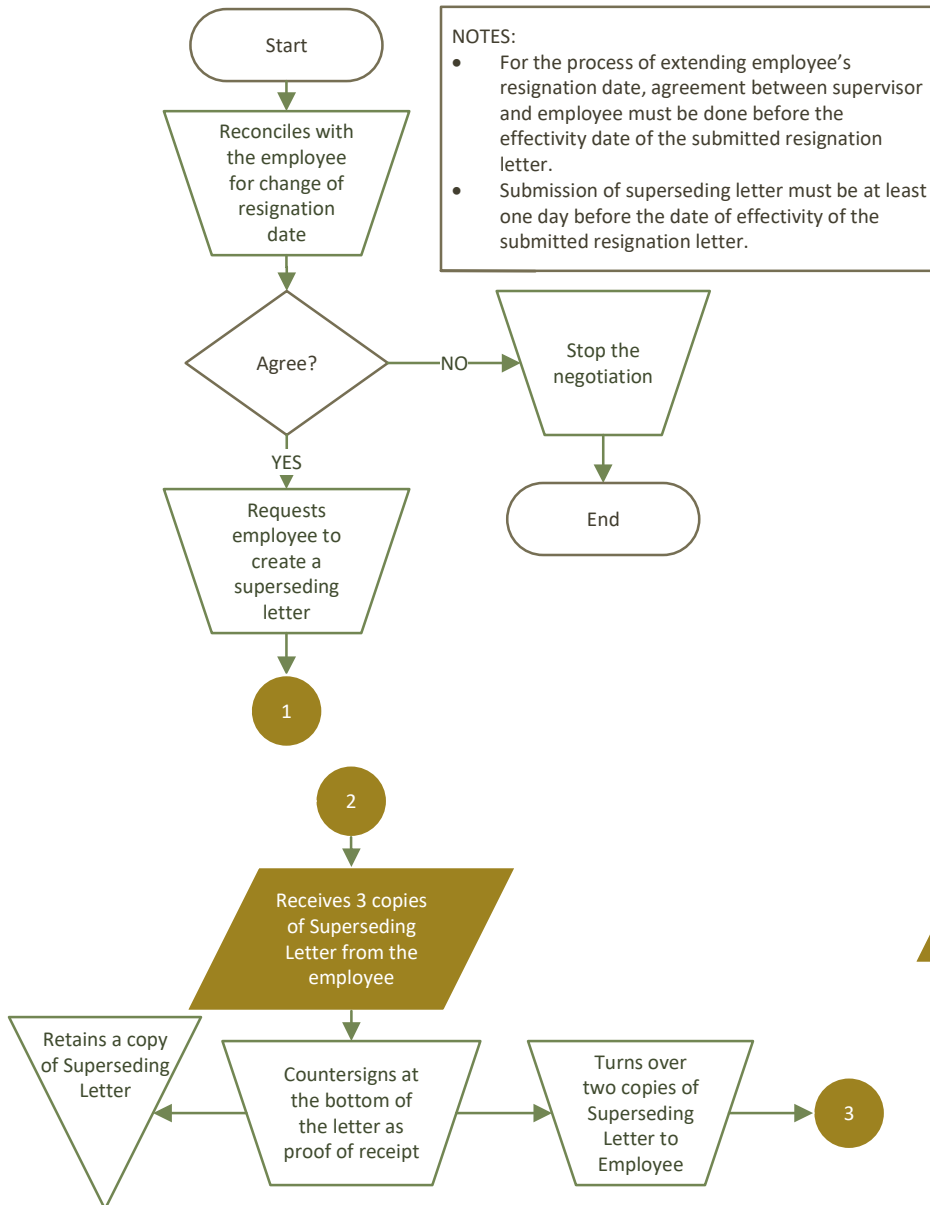 Start
NOTES:
• For the process of extending employee's
resignation date, agreement between supervisor
and employee must be done before the
effectivity date of the submitted resignation
letter.
• Submission of superseding letter must be at least
one day before the date of effectivity of the
submitted resignation letter.
Reconciles with
the employee
for change of
resignation
date
Agree?
NO
Stop the
negotiation
YES
End
Requests
employee to
create a
superseding
letter
1
2
Receives 3 copies
of Superseding
Letter from the
employee
Retains a copy
of Superseding
Letter
Countersigns at
the bottom of
the letter as
proof of receipt
Turns over
two copies of
Superseding
Letter to
Employee
3